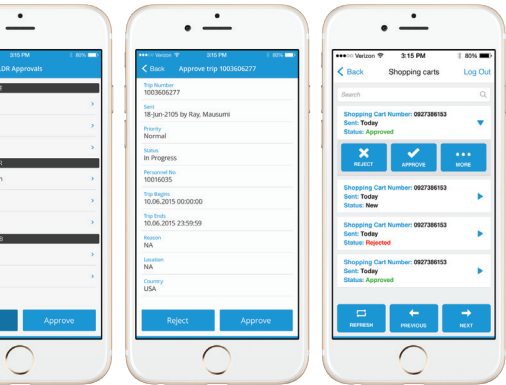 3:15 PM
80%
LDR Approvals
Approve
Verizon
3:15 PM
80%
Back
Approve trip 1003606277
Trip Number
1003606277
Sent
18-Jun-2105 by Ray, Mausumi
Priority
Normal
Status
In Progress
Personnel No
10016035
Trip Begins
10.06.2015 00:00:00
Trip Ends
10.06.2015 23:59:59
Reason
NA
Location
NA
Country
USA
Reject
Approve
Verizon
3:15 PM
80%
Back
Shopping carts
Log Out
Search
Shopping Cart Number: 0927386153
Sent: Today
Status: Approved
REJECT
APPROVE
MORE
Shopping Cart Number: 0927386153
Sent: Today
Status: New
Shopping Cart Number: 0927386153
Sent: Today
Status: Rejected
Shopping Cart Number: 0927386153
Sent: Today
Status: Approved
REFRESH
PREVIOUS
NEXT